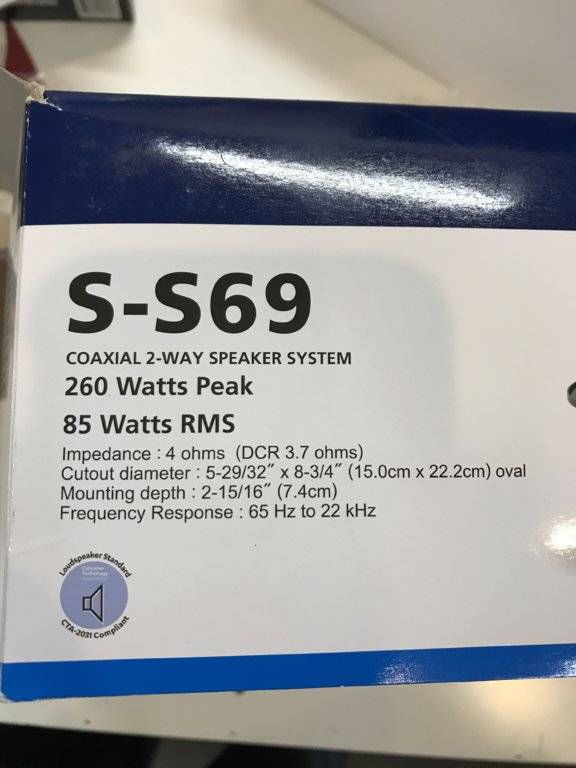 S-S69
COAXIAL 2-WAY SPEAKER SYSTEM
260 Watts Peak
85 Watts RMS
Impedance : 4 ohms (DCR 3.7 ohms)
Cutout diameter : 5-29/32″ x 8-3/4″ (15.0cm x 22.2cm) oval
Mounting depth : 2-15/16″ (7.4cm)
Frequency Response : 65 Hz to 22 kHz
Loudspeaker Standard
Consumer
Technology
CTA-2031 Compliant